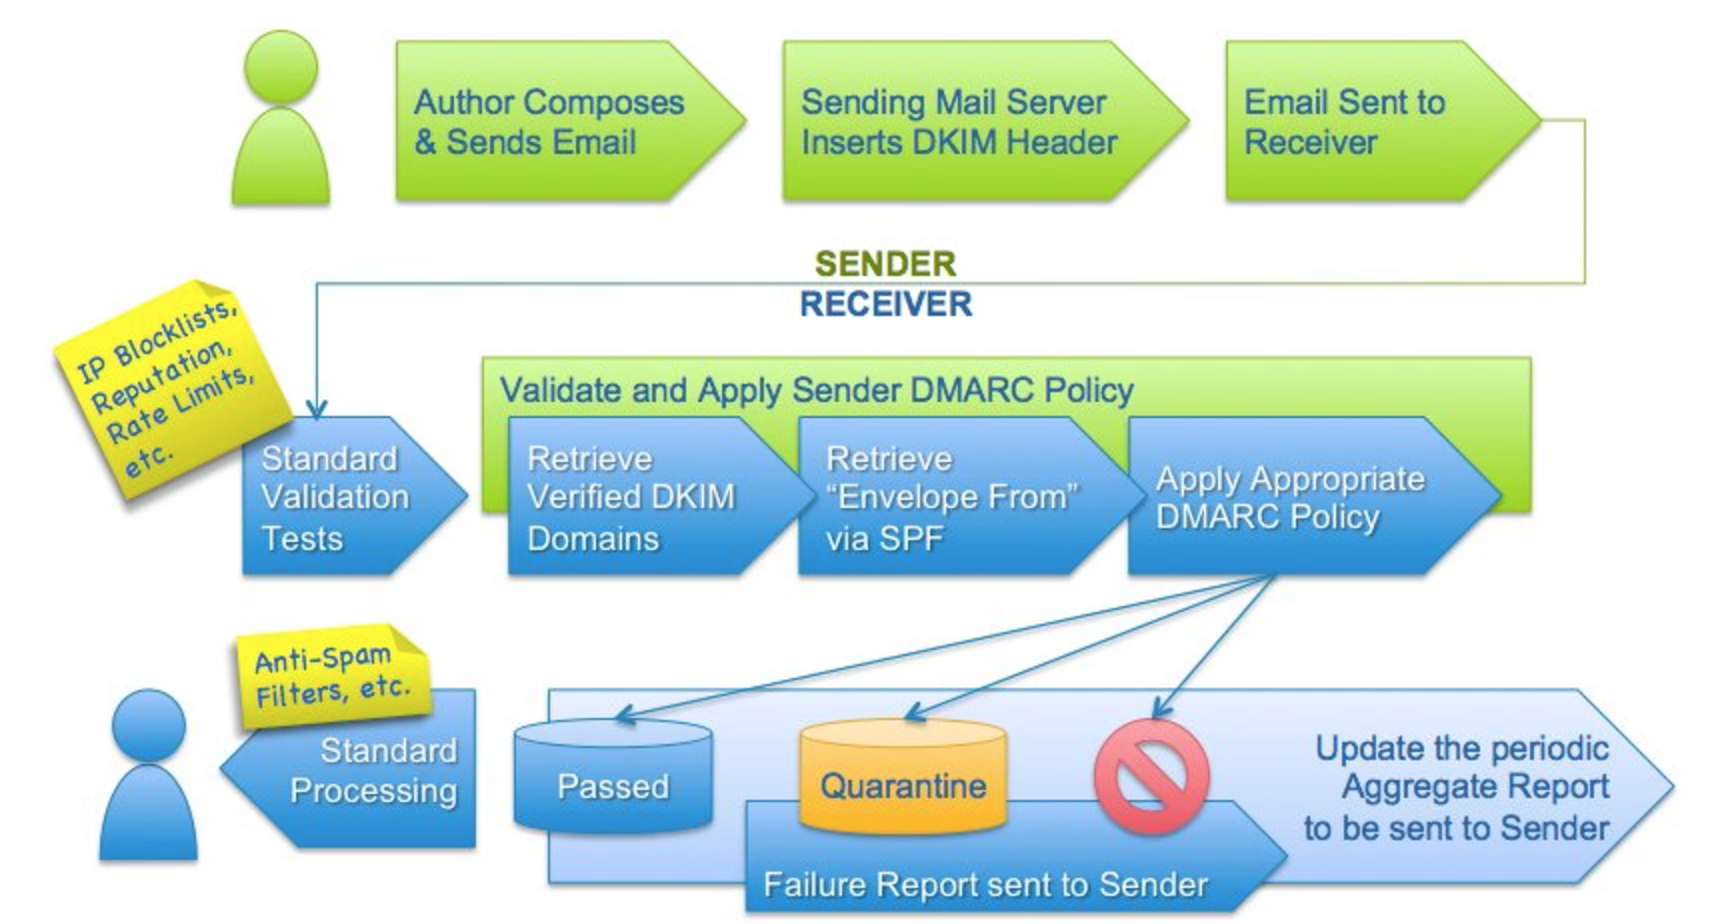 Author Composes
& Sends Email
Sending Mail Server
Inserts DKIM Header
Email Sent to
Receiver
SENDER
RECEIVER
IP Blocklists,
Reputation,
Rate Limits,
etc.
Validate and Apply Sender DMARC Policy
Standard
Validation
Tests
Retrieve
Verified DKIM
Domains
Retrieve
“Envelope From”
via SPF
Apply Appropriate
DMARC Policy
Anti-Spam
Filters, etc.
Standard
Processing
Passed
Quarantine
Update the periodic
Aggregate Report
to be sent to Sender
Failure Report sent to Sender